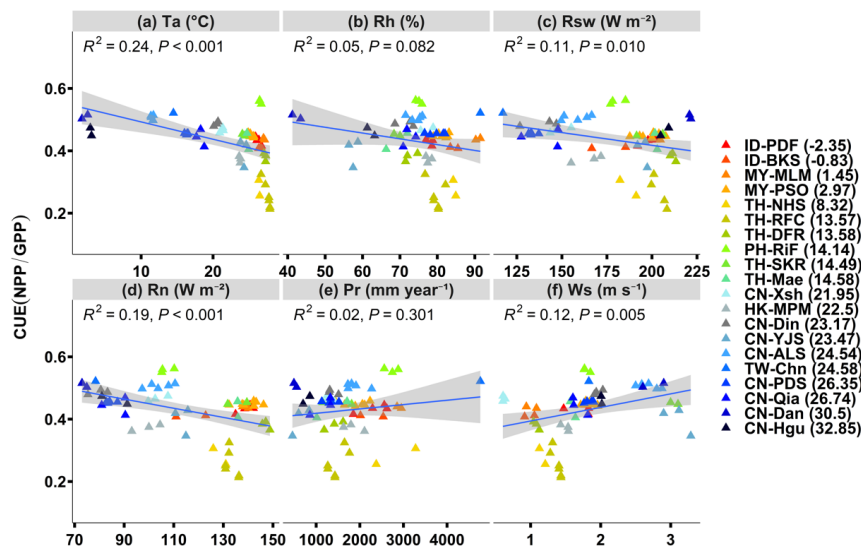 (a) Ta (°C)
(b) Rh (%)
(c) Rsw (W m⁻²)
R² = 0.24, P < 0.001
R² = 0.05, P = 0.082
R² = 0.11, P = 0.010
0.6
0.4
0.2
10
20
40
50
60
70
80
90
125
150
175
200
225
(d) Rn (W m⁻²)
(e) Pr (mm year⁻¹)
(f) Ws (m s⁻¹)
R² = 0.19, P < 0.001
R² = 0.02, P = 0.301
R² = 0.12, P = 0.005
0.6
0.4
0.2
70
90
110
130
150
1000
2000
3000
4000
1
2
3
CUE(NPP/GPP)
ID-PDF (-2.35)
ID-BKS (-0.83)
MY-MLM (1.45)
MY-PSO (2.97)
TH-NHS (8.32)
TH-RFC (13.57)
TH-DFR (13.58)
PH-RiF (14.14)
TH-SKR (14.49)
TH-Mae (14.58)
CN-Xsh (21.95)
HK-MPM (22.5)
CN-Din (23.17)
CN-YJS (23.47)
CN-ALS (24.54)
TW-Chn (24.58)
CN-PDS (26.35)
CN-Qia (26.74)
CN-Dan (30.5)
CN-Hgu (32.85)